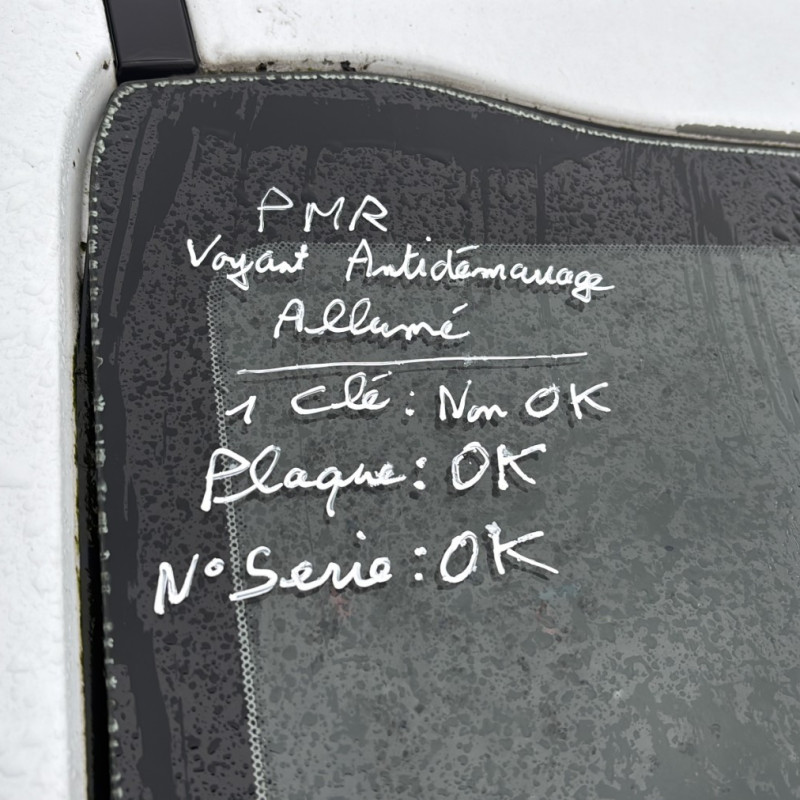 PMR
Voyant Antidémarrage
Allumé
1 Clé : Non OK
Plaque : OK
N° Serie : OK